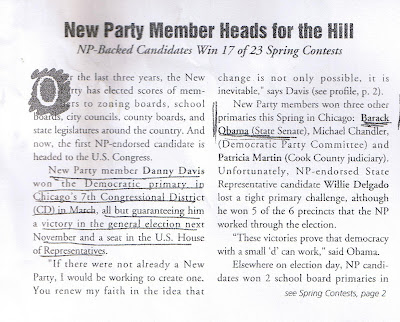 New Party Member Heads for the Hill
NP-Backed Candidates Win 17 of 23 Spring Contests
Over the last three years, the New
Party has elected scores of mem-
bers to zoning boards, school
boards, city councils, county boards, and
state legislatures around the country. And
now, the first NP-endorsed candidate is
headed to the U.S. Congress.
New Party member Danny Davis
won the Democratic primary in
Chicago's 7th Congressional District
(CD) in March, all but guaranteeing him
a victory in the general election next
November and a seat in the U.S. House
of Representatives.
"If there were not already a New
Party, I would be working to create one.
You renew my faith in the idea that
change is not only possible, it is
inevitable," says Davis (see profile, p. 2).
New Party members won three other
primaries this Spring in Chicago: Barack
Obama (State Senate), Michael Chandler,
(Democratic Party Committee) and
Patricia Martin (Cook County judiciary).
Unfortunately, NP-endorsed State
Representative candidate Willie Delgado
lost a tight primary challenge, although
he won 5 of the 6 precincts that the NP
worked through the election.
"These victories prove that democracy
with a small 'd' can work," said Obama.
Elsewhere on election day, NP candi-
dates won 2 school board primaries in
see Spring Contests, page 2